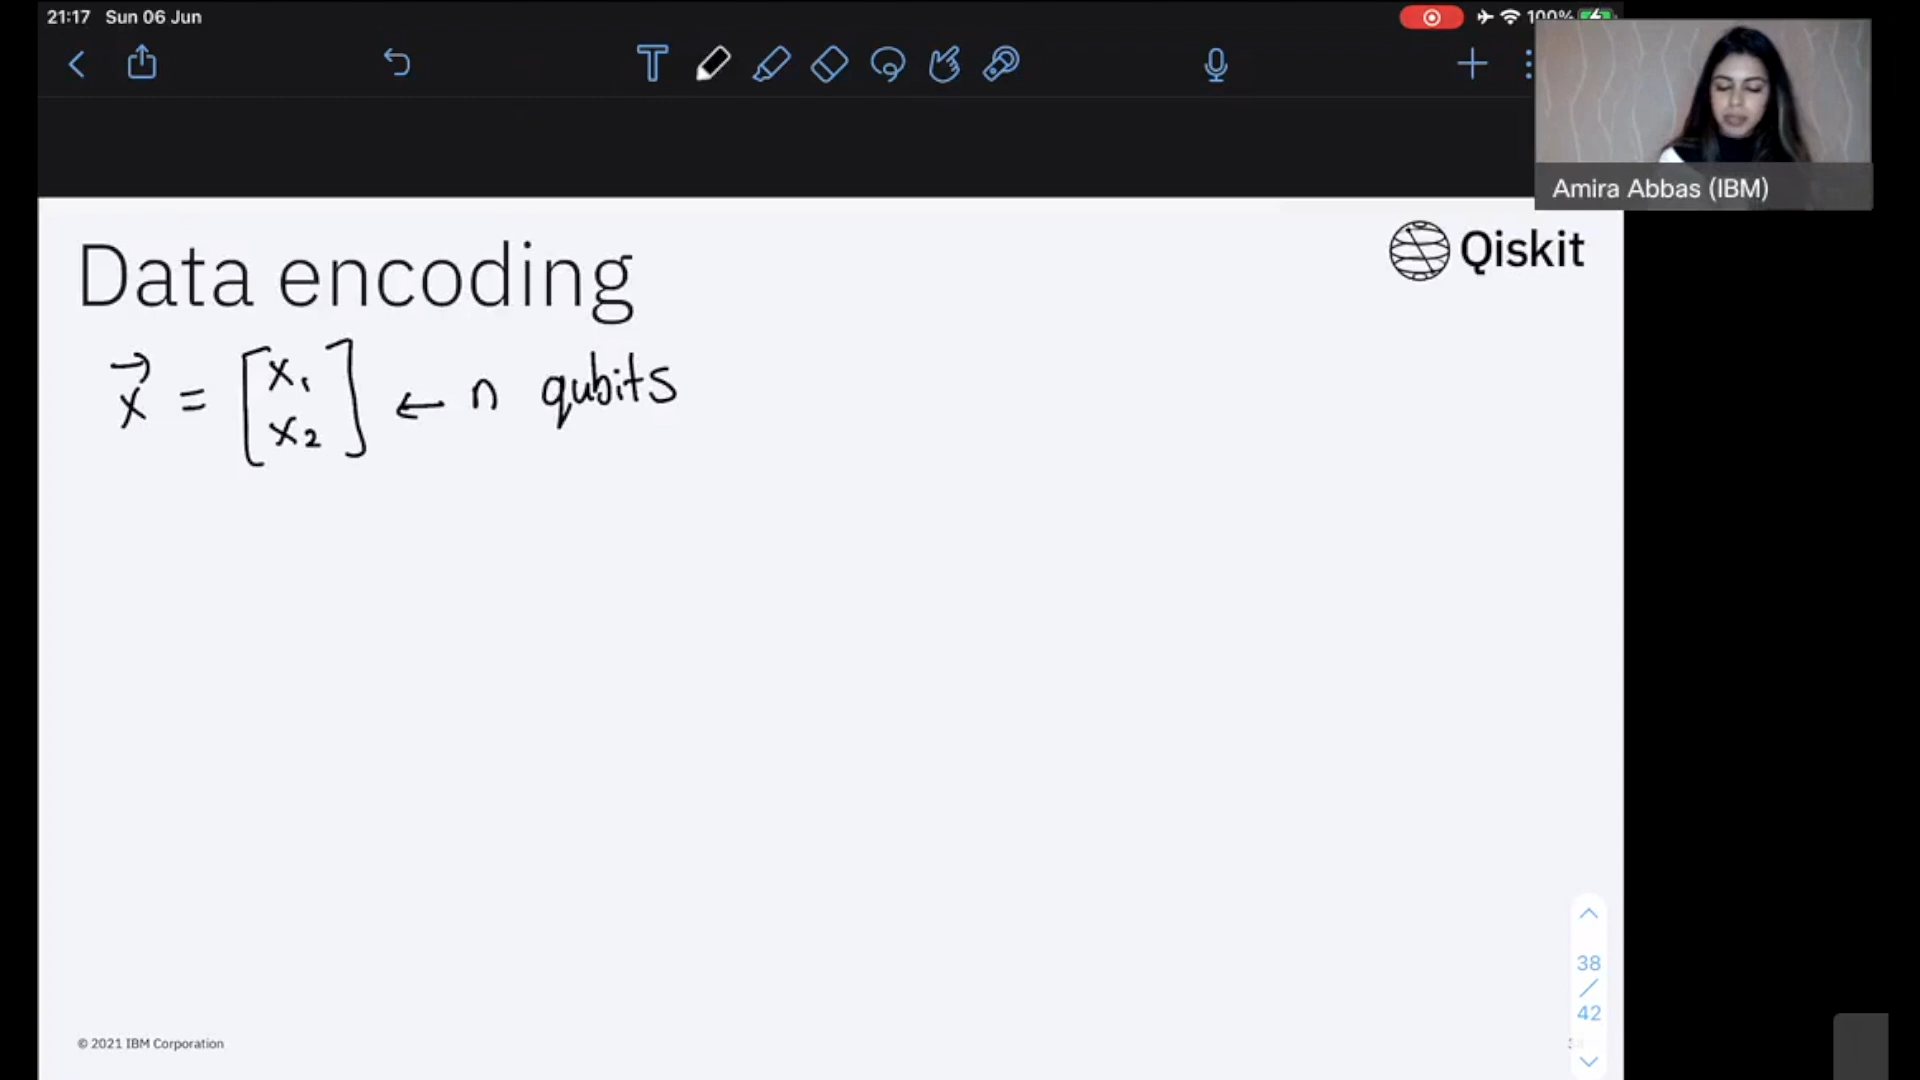 21:17 Sun 06 Jun
100%
T
Amira Abbas (IBM)
Qiskit
Data encoding
x⃗ = [x₁ x₂] ← n qubits
38
/
42
© 2021 IBM Corporation